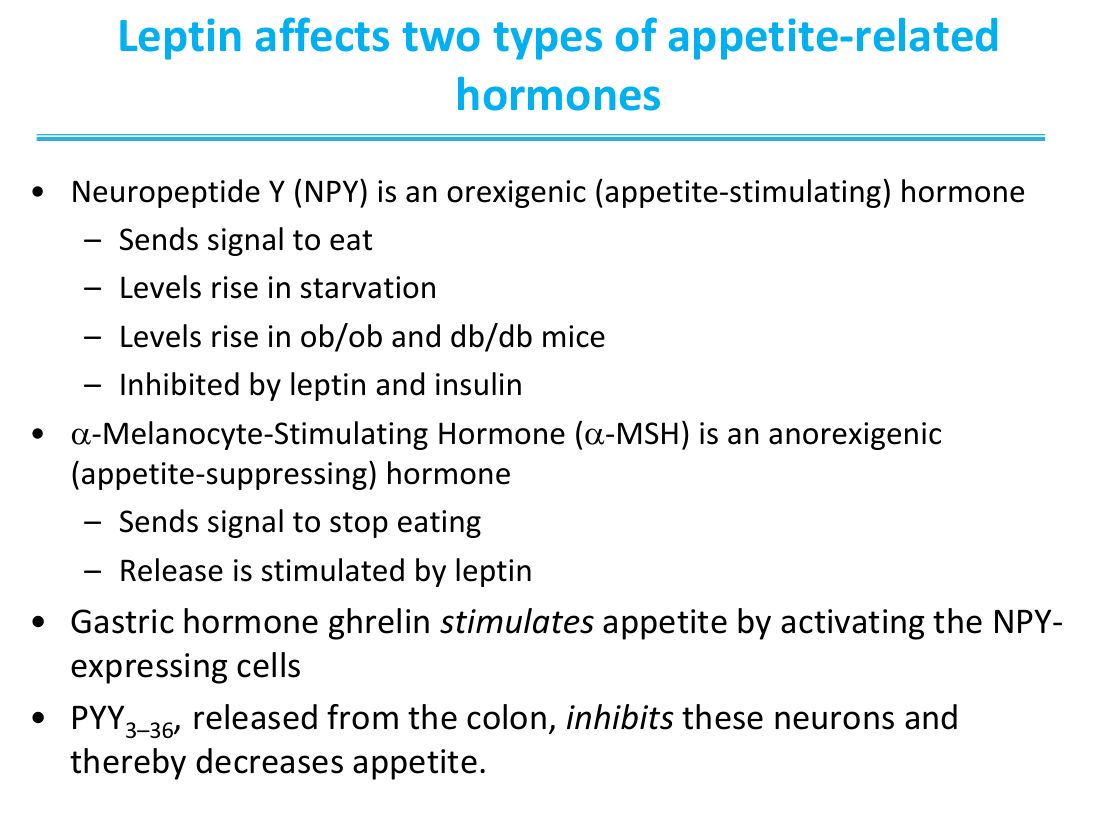 Leptin affects two types of appetite-related
hormones
• Neuropeptide Y (NPY) is an orexigenic (appetite-stimulating) hormone
– Sends signal to eat
– Levels rise in starvation
– Levels rise in ob/ob and db/db mice
– Inhibited by leptin and insulin
• α-Melanocyte-Stimulating Hormone (α-MSH) is an anorexigenic
(appetite-suppressing) hormone
– Sends signal to stop eating
– Release is stimulated by leptin
• Gastric hormone ghrelin stimulates appetite by activating the NPY-
expressing cells
• PYY3–36, released from the colon, inhibits these neurons and
thereby decreases appetite.